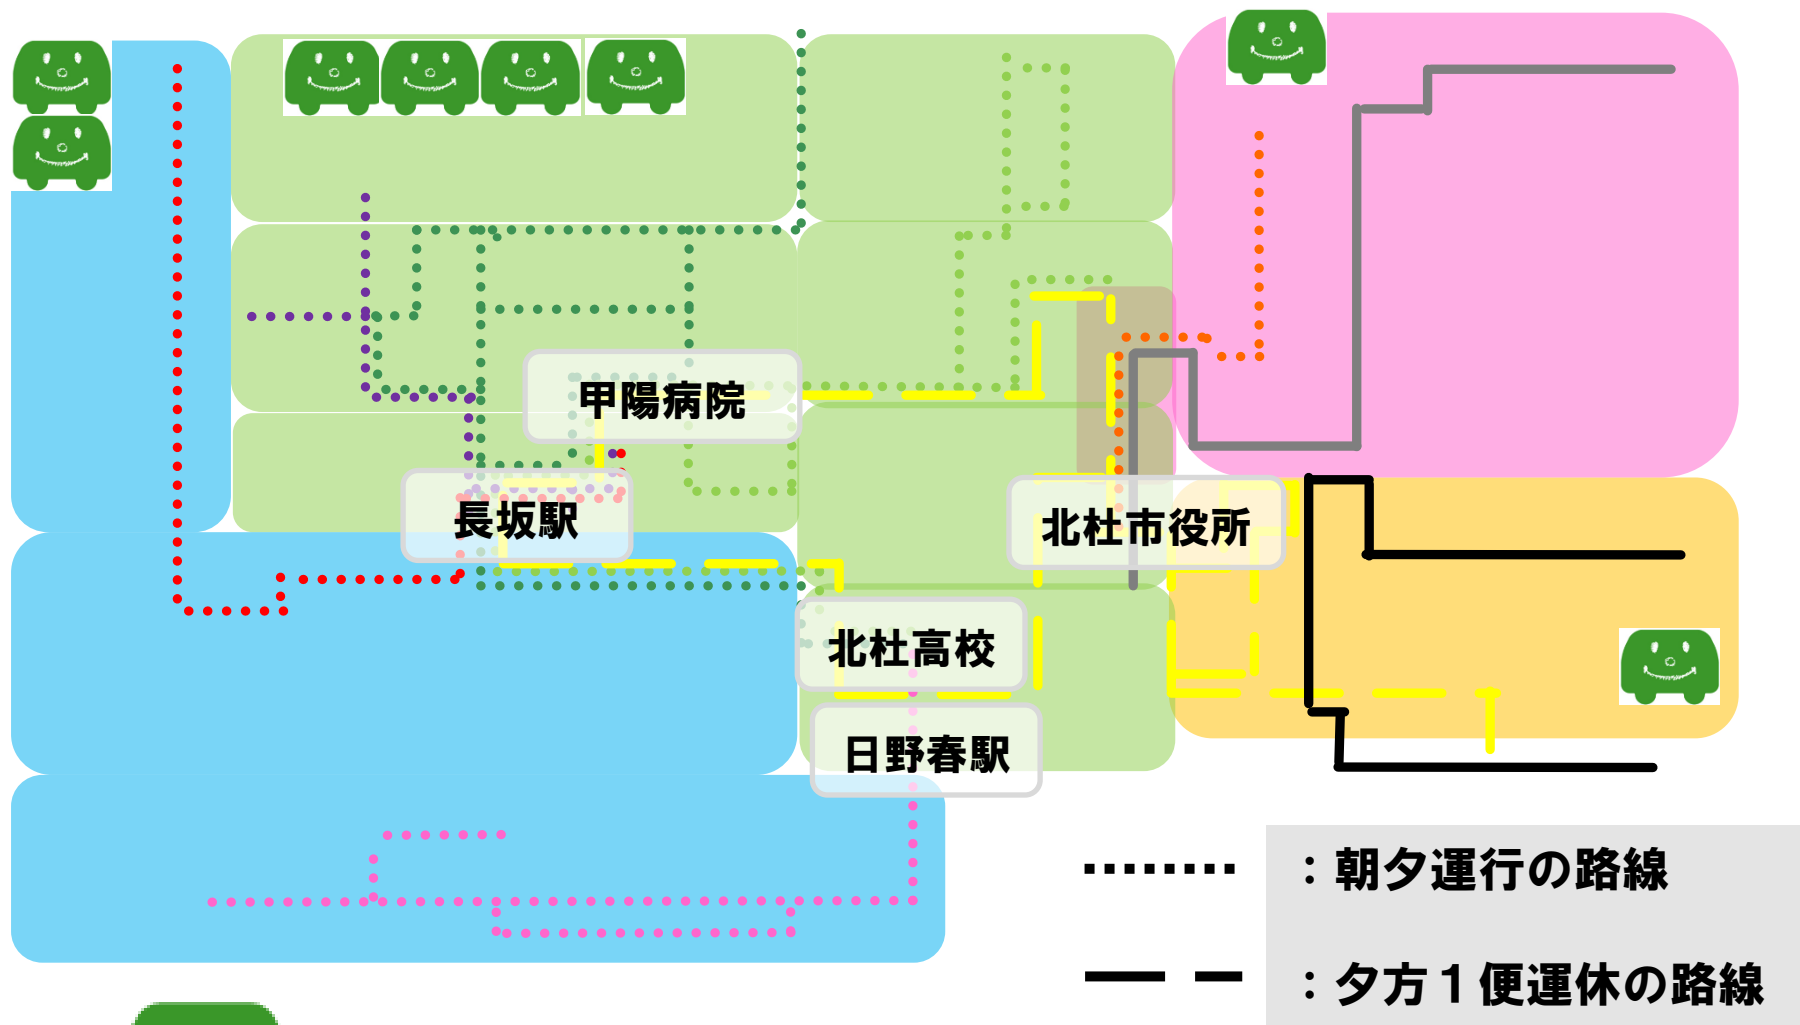 甲陽病院
長坂駅
北杜市役所
北杜高校
日野春駅
：朝夕運行の路線
：夕方１便運休の路線